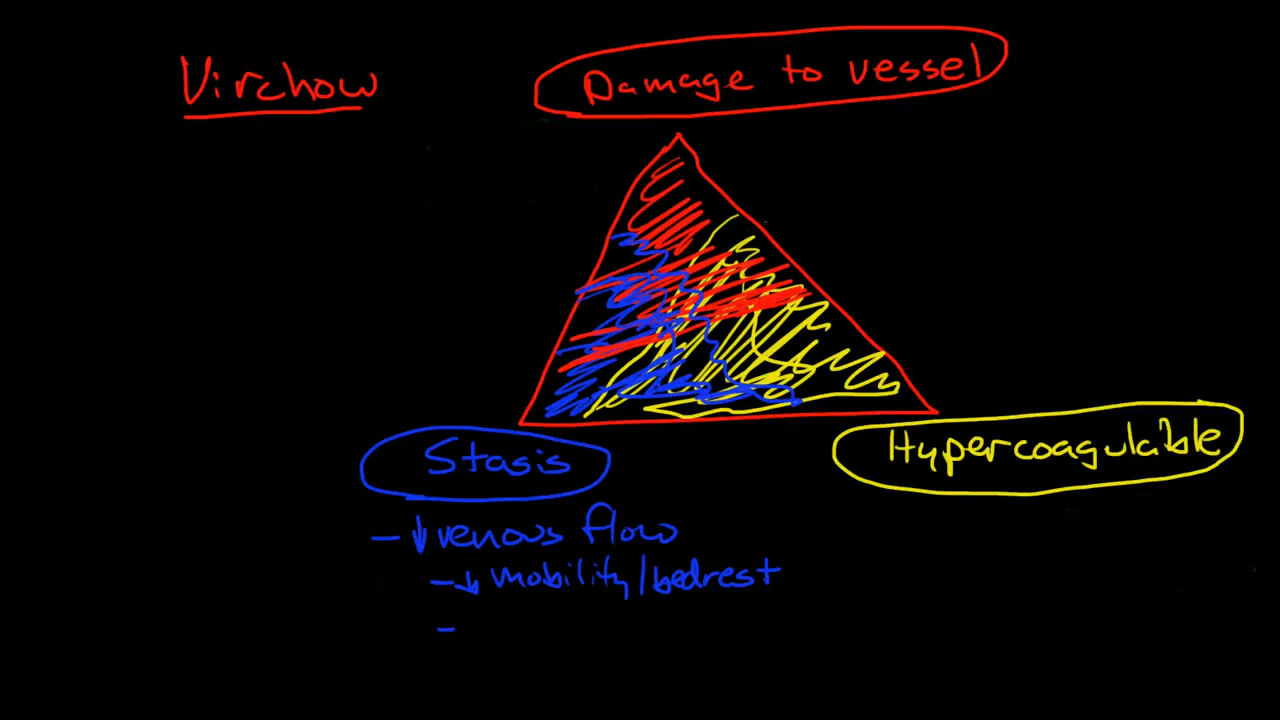 Virchow
Damage to vessel
Stasis
Hypercoagulable
- ↓ venous flow
- ↓ mobility/bedrest
-